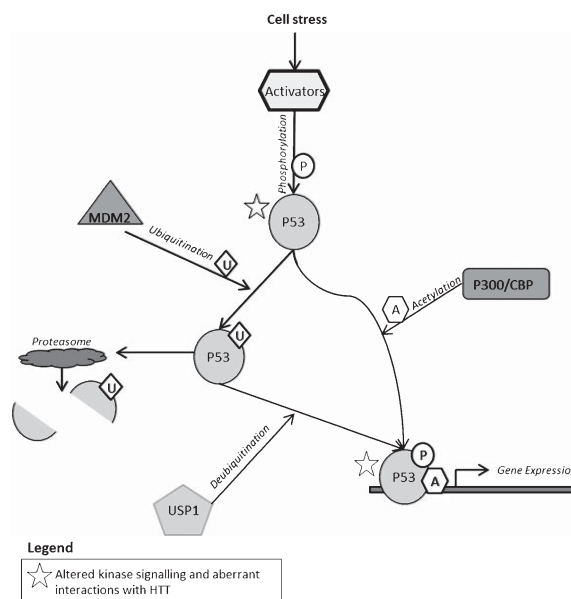 Cell stress
Activators
Phosphorylation
P
P53
MDM2
Ubiquitination
U
P300/CBP
A
Acetylation
Proteasome
P53
U
U
Deubiquitination
USP1
P53
P
A
Gene Expressio
Legend
Altered kinase signalling and aberrant
interactions with HTT